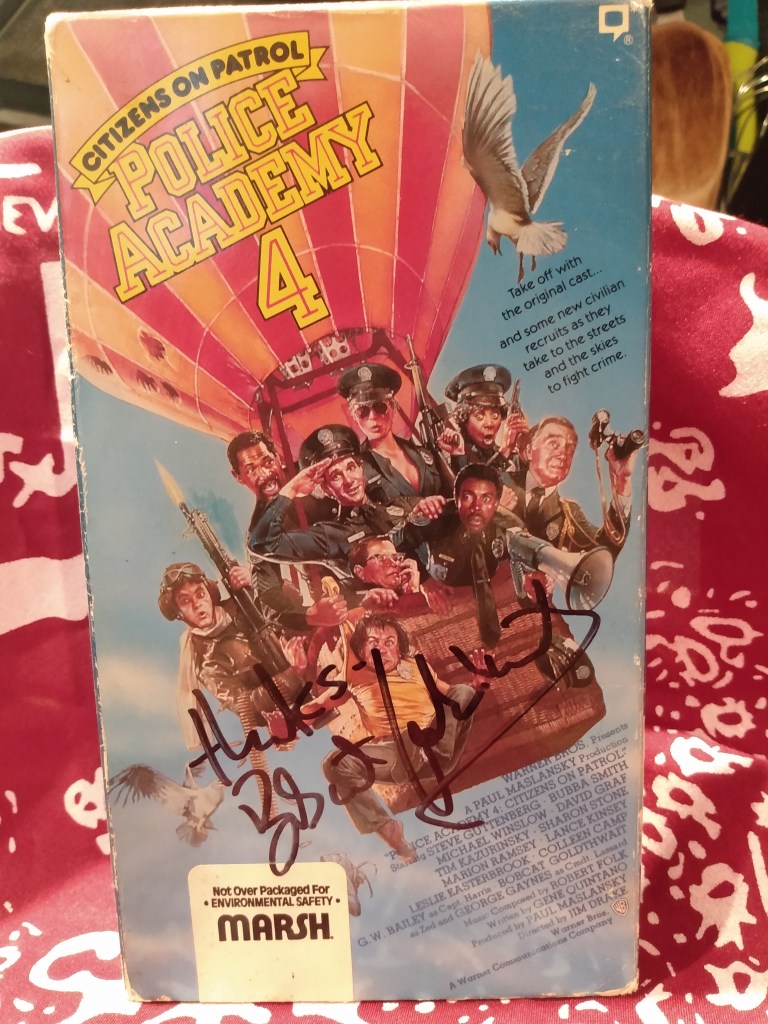 CITIZENS ON PATROL
POLICE
ACADEMY
4
Take off with
the original cast...
and some new civilian
recruits as they
take to the streets
and the skies
to fight crime.
thanks-
WARNER BROS. Presents
A PAUL MASLANSKY Production
"POLICE ACADEMY 4: CITIZENS ON PATROL"
Starring STEVE GUTTENBERG · BUBBA SMITH
MICHAEL WINSLOW · DAVID GRAF
TIM KAZURINSKY · SHARON STONE
MARION RAMSEY · LANCE KINSEY
LESLIE EASTERBROOK · COLLEEN CAMP
G.W. BAILEY as Capt. Harris · BOBCAT GOLDTHWAIT
as Zed and GEORGE GAYNES as Cmdt. Lassard
Music Composed by ROBERT FOLK
Written by GENE QUINTANO
Produced by PAUL MASLANSKY
Directed by JIM DRAKE
Warner Bros.
A Warner Communications Company
WB
Not Over Packaged For
• ENVIRONMENTAL SAFETY •
MARSH.